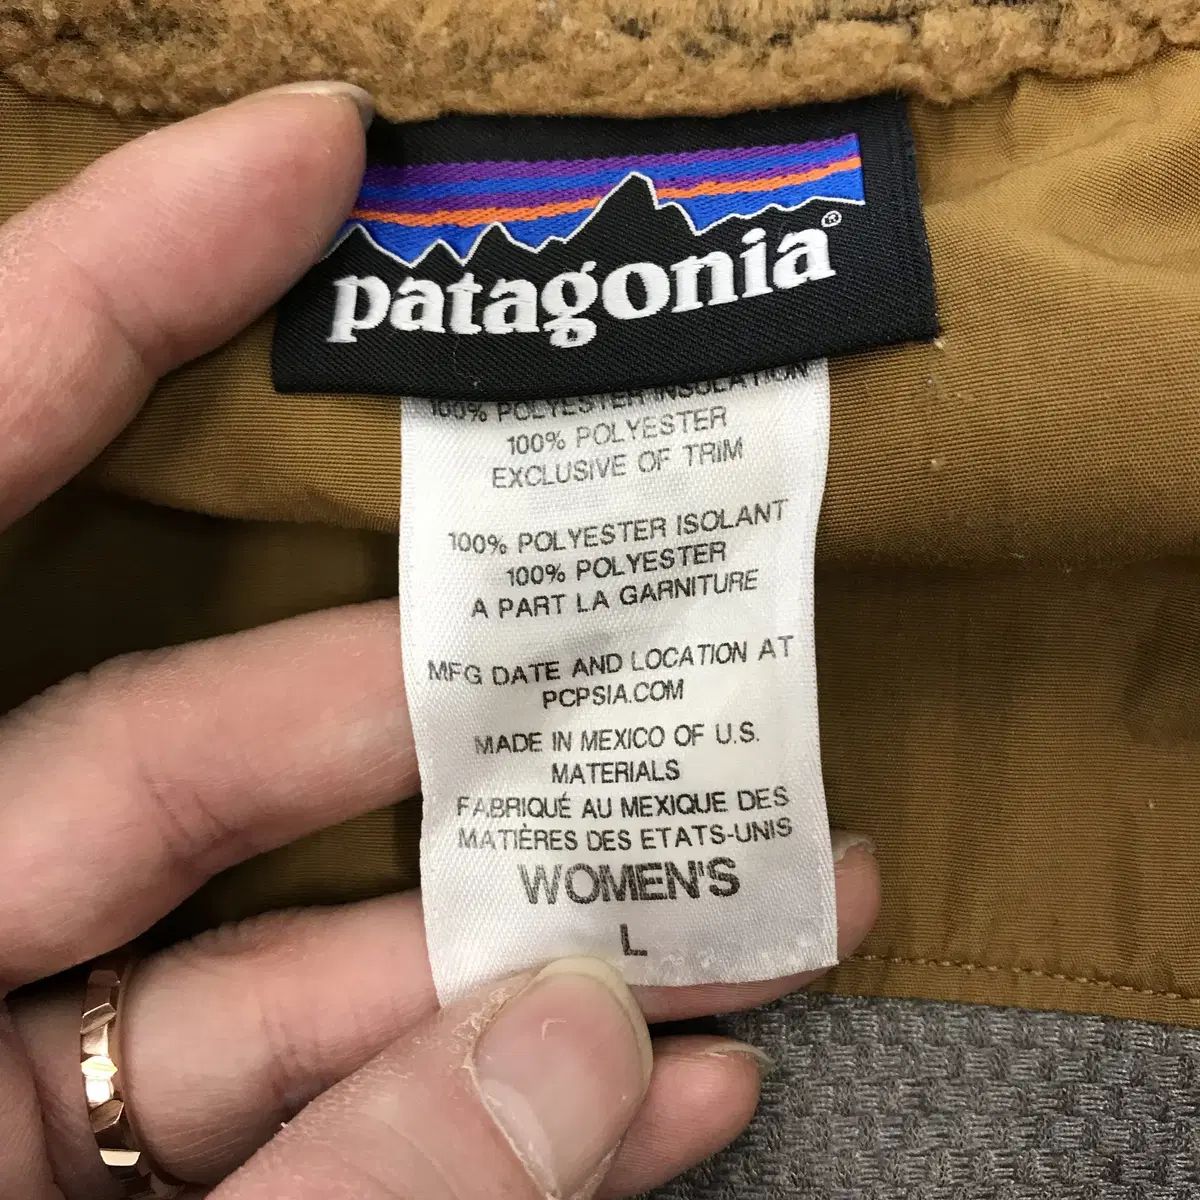 patagonia®
100% POLYESTER INSULATION
100% POLYESTER
EXCLUSIVE OF TRIM
100% POLYESTER ISOLANT
100% POLYESTER
A PART LA GARNITURE
MFG DATE AND LOCATION AT
PCPSIA.COM
MADE IN MEXICO OF U.S.
MATERIALS
FABRIQUÉ AU MEXIQUE DES
MATIÈRES DES ETATS-UNIS
WOMEN'S
L